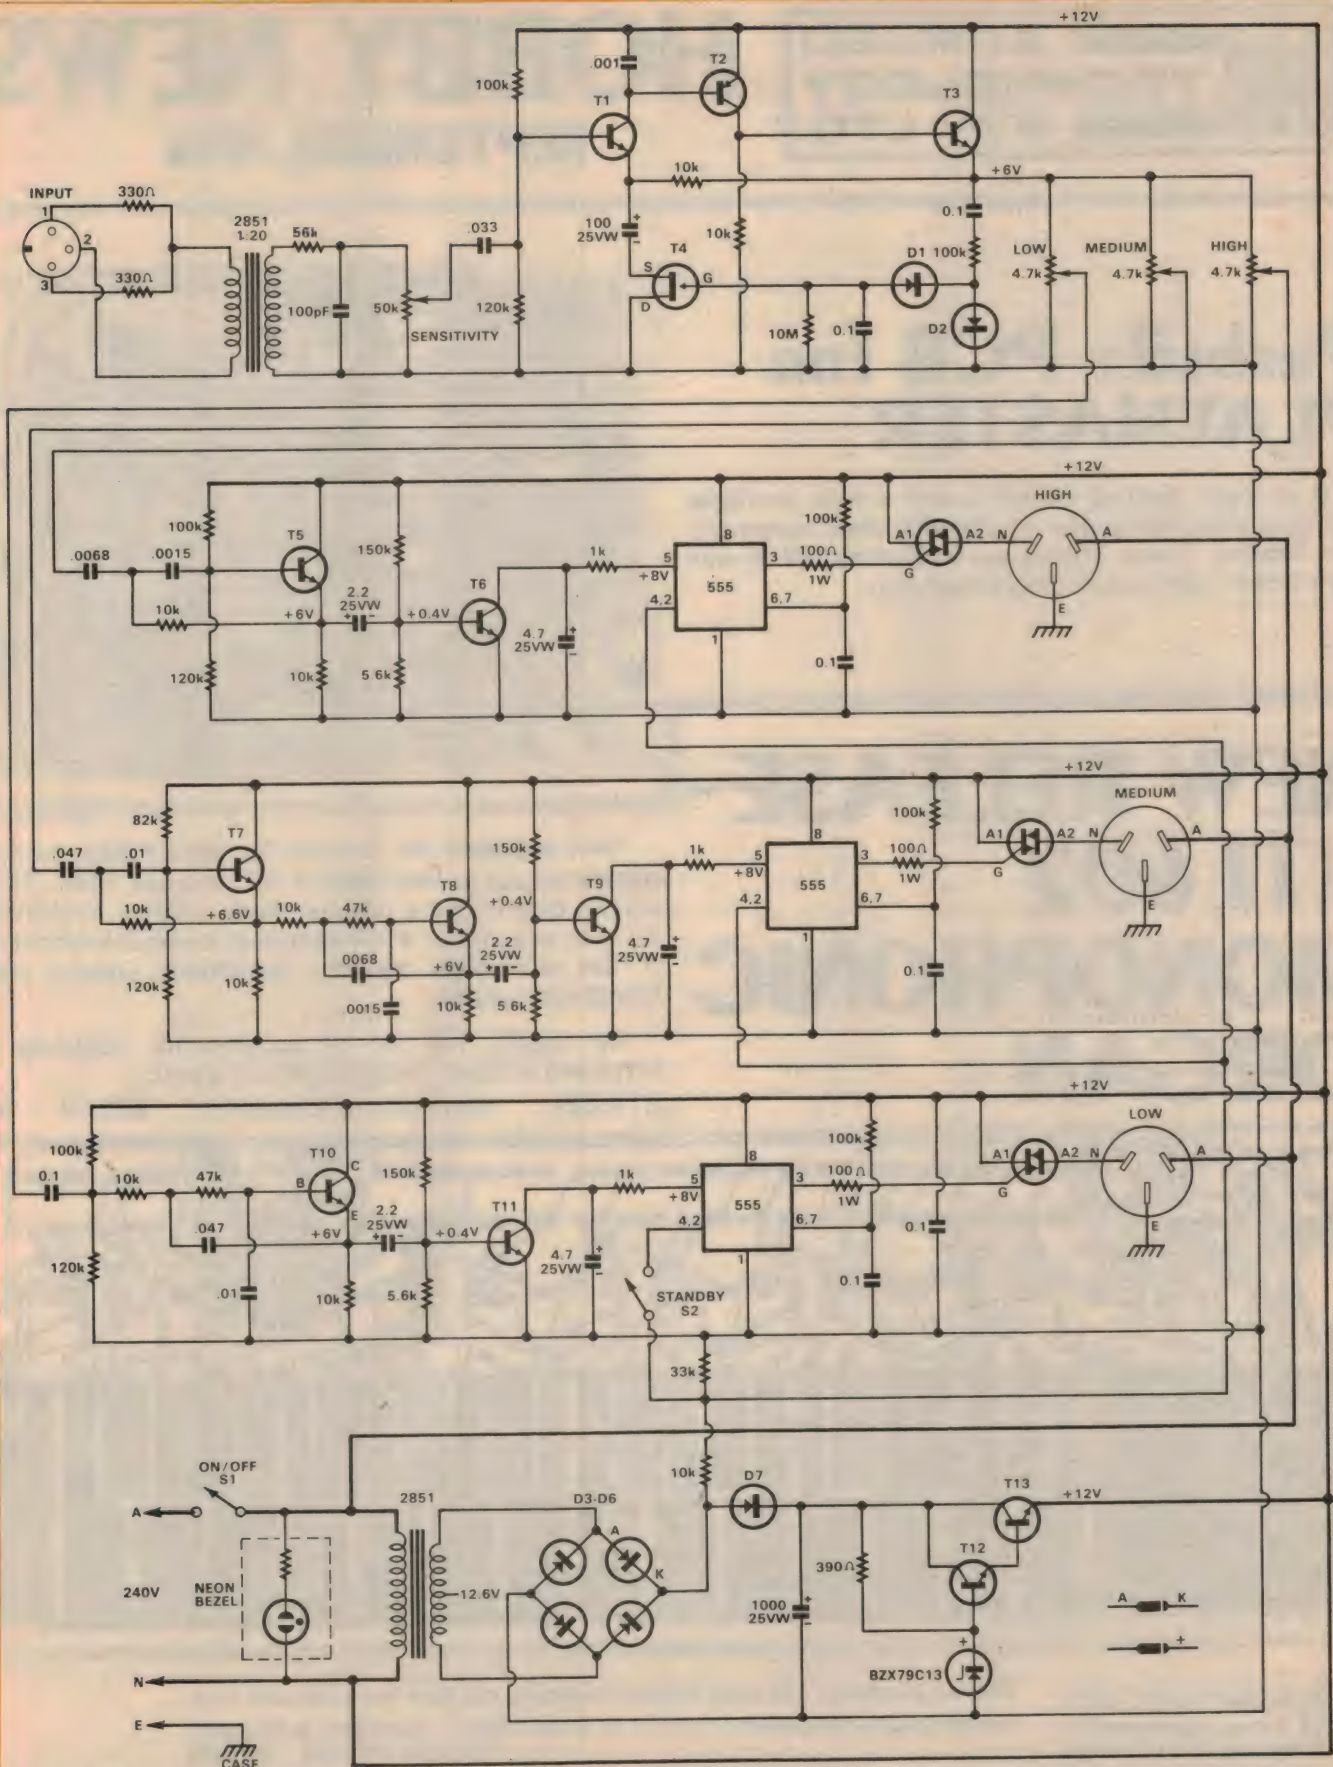 +12V
.001
T2
100k
T1
T3
10k
+6V
INPUT
330Ω
1
2
3
330Ω
2851
1:20
56k
.033
100
25VW
+
-
10k
0.1
D1
100k
LOW
4.7k
MEDIUM
4.7k
HIGH
4.7k
T4
S
G
D
100pF
50k
SENSITIVITY
120k
10M
0.1
D2
+12V
HIGH
100k
T5
150k
100k
A1
A2
N
A
.0068
.0015
1k
5
+8V
8
3
100Ω
1W
G
555
4,2
6,7
1
T6
2.2
25VW
+
-
10k
+6V
+0.4V
4.7
25VW
+
-
E
120k
10k
5.6k
0.1
+12V
MEDIUM
82k
T7
150k
100k
8
A1
A2
N
A
.047
.01
1k
5
+8V
3
100Ω
1W
G
555
T8
+0.4V
T9
4,2
6,7
1
10k
+6.6V
10k
47k
2.2
25VW
+
-
4.7
25VW
+
-
E
0068
+6V
120k
10k
.0015
10k
5.6k
0.1
+12V
LOW
100k
T10
C
B
E
150k
100k
8
A1
A2
N
A
0.1
10k
47k
1k
5
+8V
3
100Ω
1W
G
555
T11
4,2
6,7
1
.047
+6V
2.2
25VW
+
-
+0.4V
0.1
E
120k
4.7
25VW
+
-
.01
10k
5.6k
STANDBY
S2
0.1
33k
ON/OFF
S1
10k
D7
T13
+12V
A
2851
D3-D6
A
K
T12
390Ω
240V
NEON
BEZEL
12.6V
1000
25VW
+
-
A
K
+
+
BZX79C13
N
E
CASE